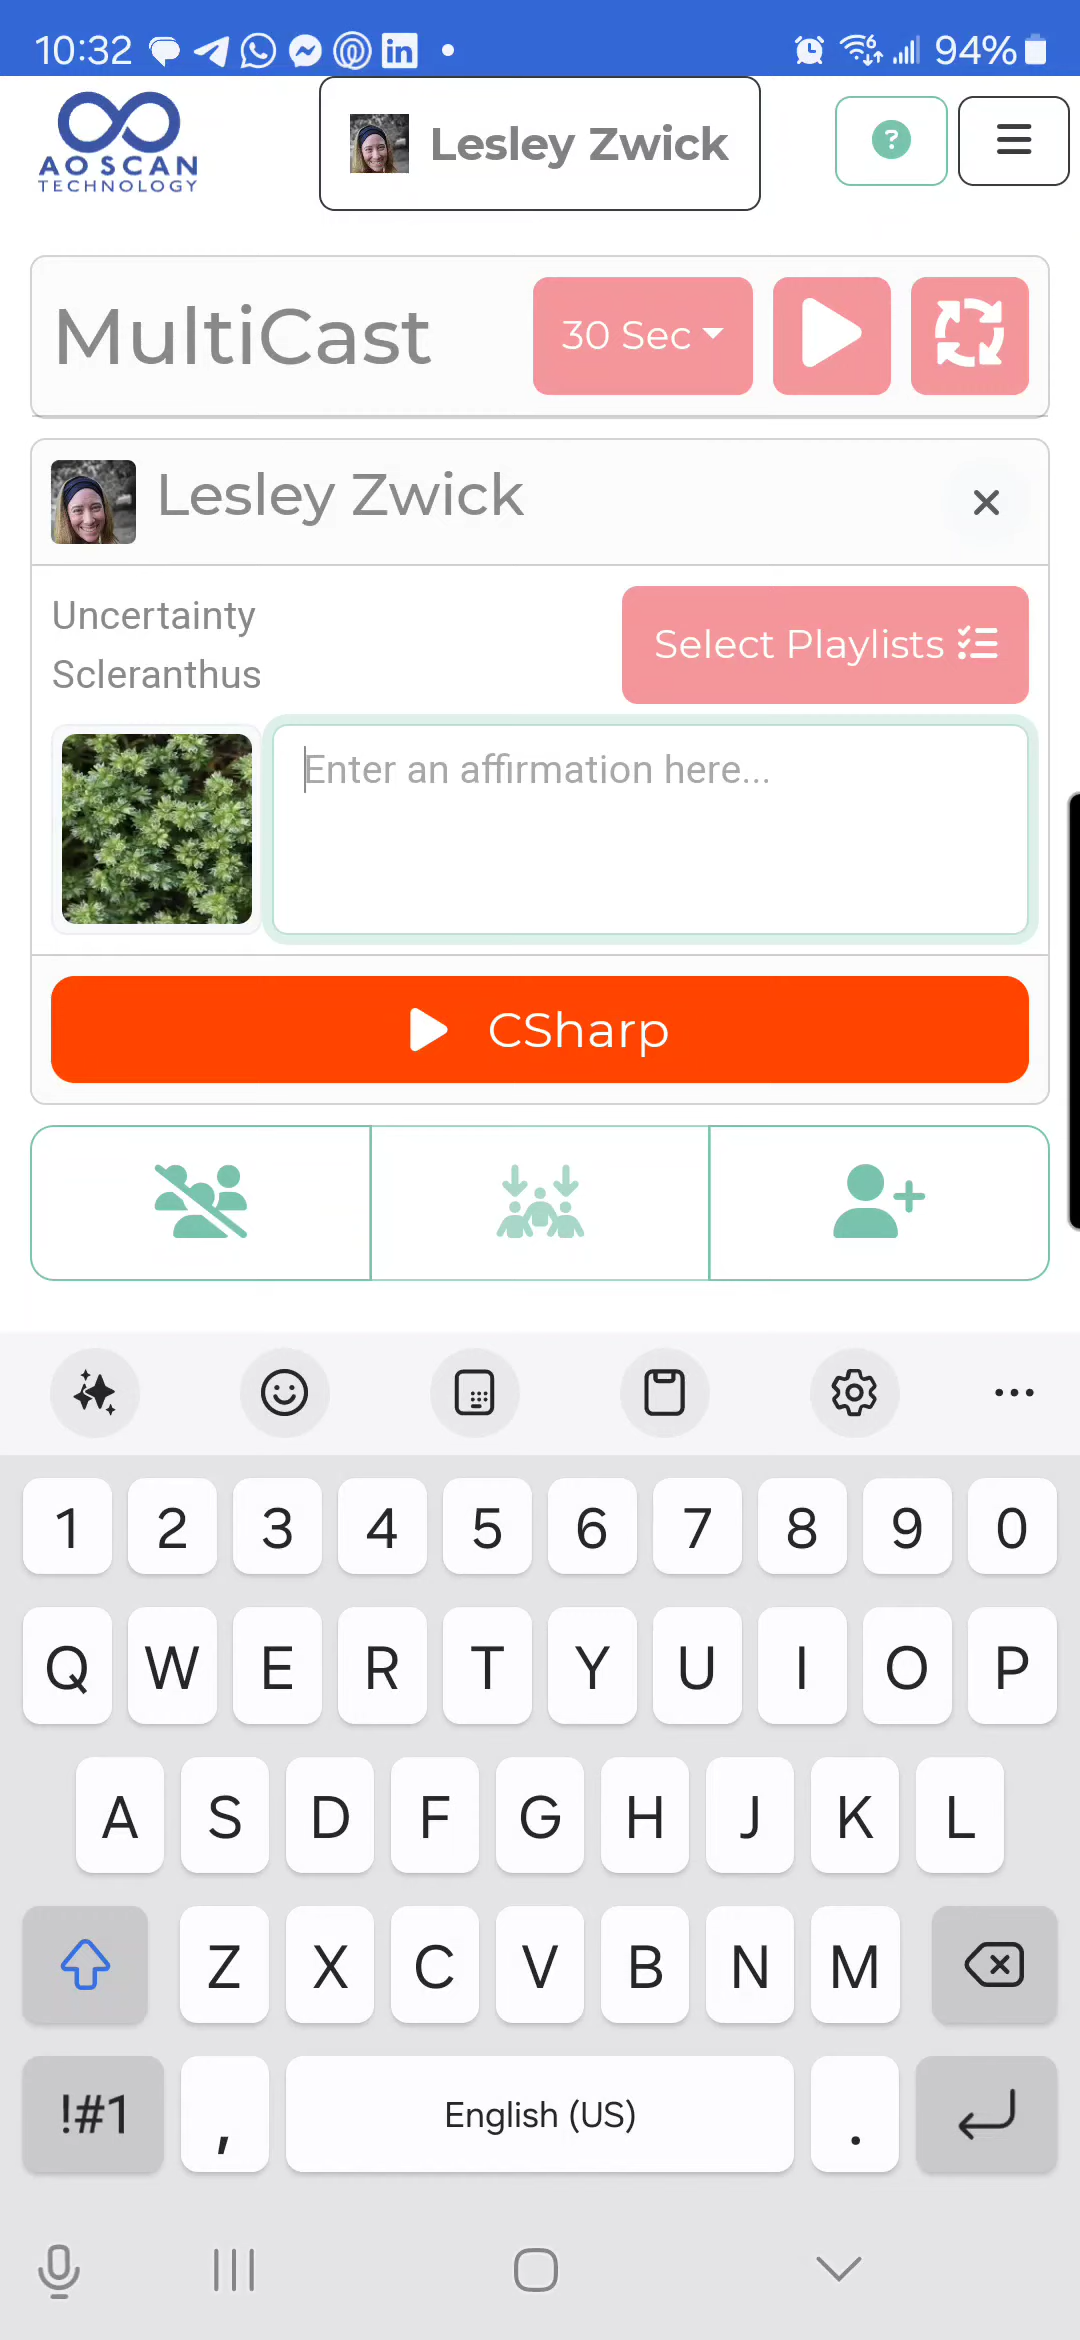 10:32
94%
AO SCAN
TECHNOLOGY
Lesley Zwick
?
MultiCast
30 Sec
Lesley Zwick
Uncertainty
Scleranthus
Select Playlists
Enter an affirmation here...
CSharp
1 2 3 4 5 6 7 8 9 0
Q W E R T Y U I O P
A S D F G H J K L
Z X C V B N M
!#1 , English (US) .